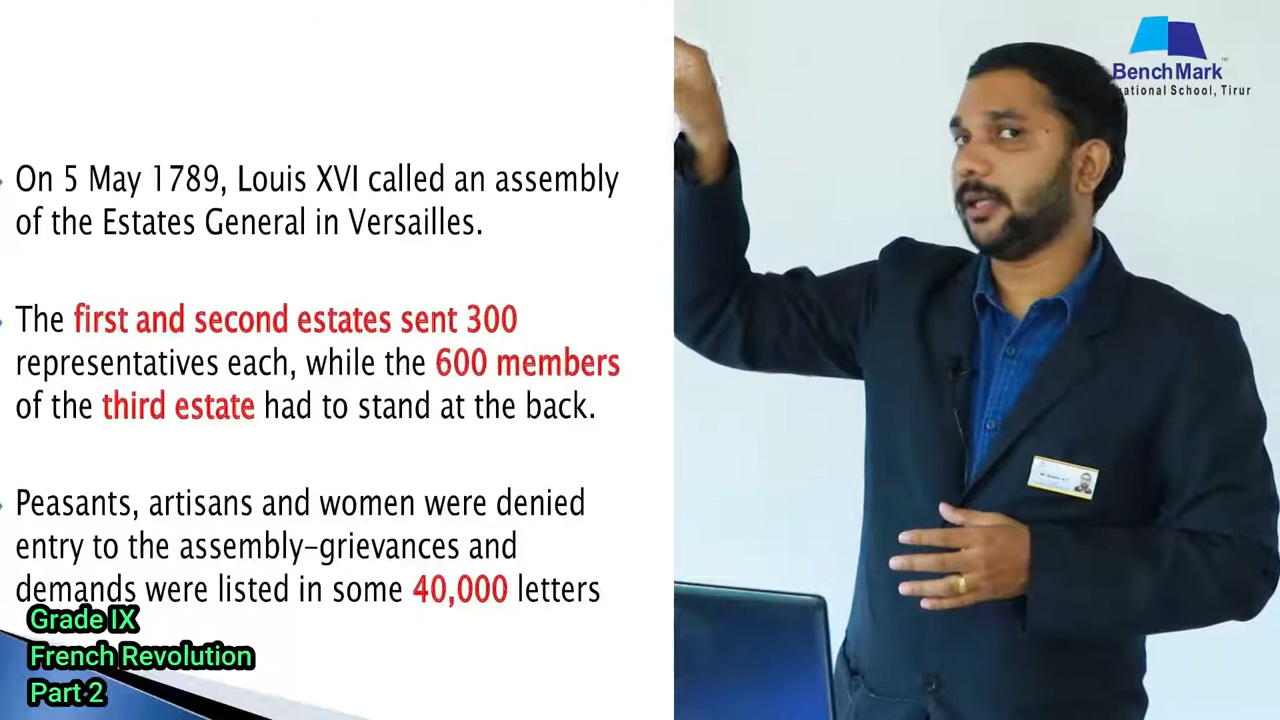 BenchMark
ational School, Tirur
On 5 May 1789, Louis XVI called an assembly
of the Estates General in Versailles.
The first and second estates sent 300
representatives each, while the 600 members
of the third estate had to stand at the back.
Peasants, artisans and women were denied
entry to the assembly-grievances and
demands were listed in some 40,000 letters
Grade IX
French Revolution
Part 2